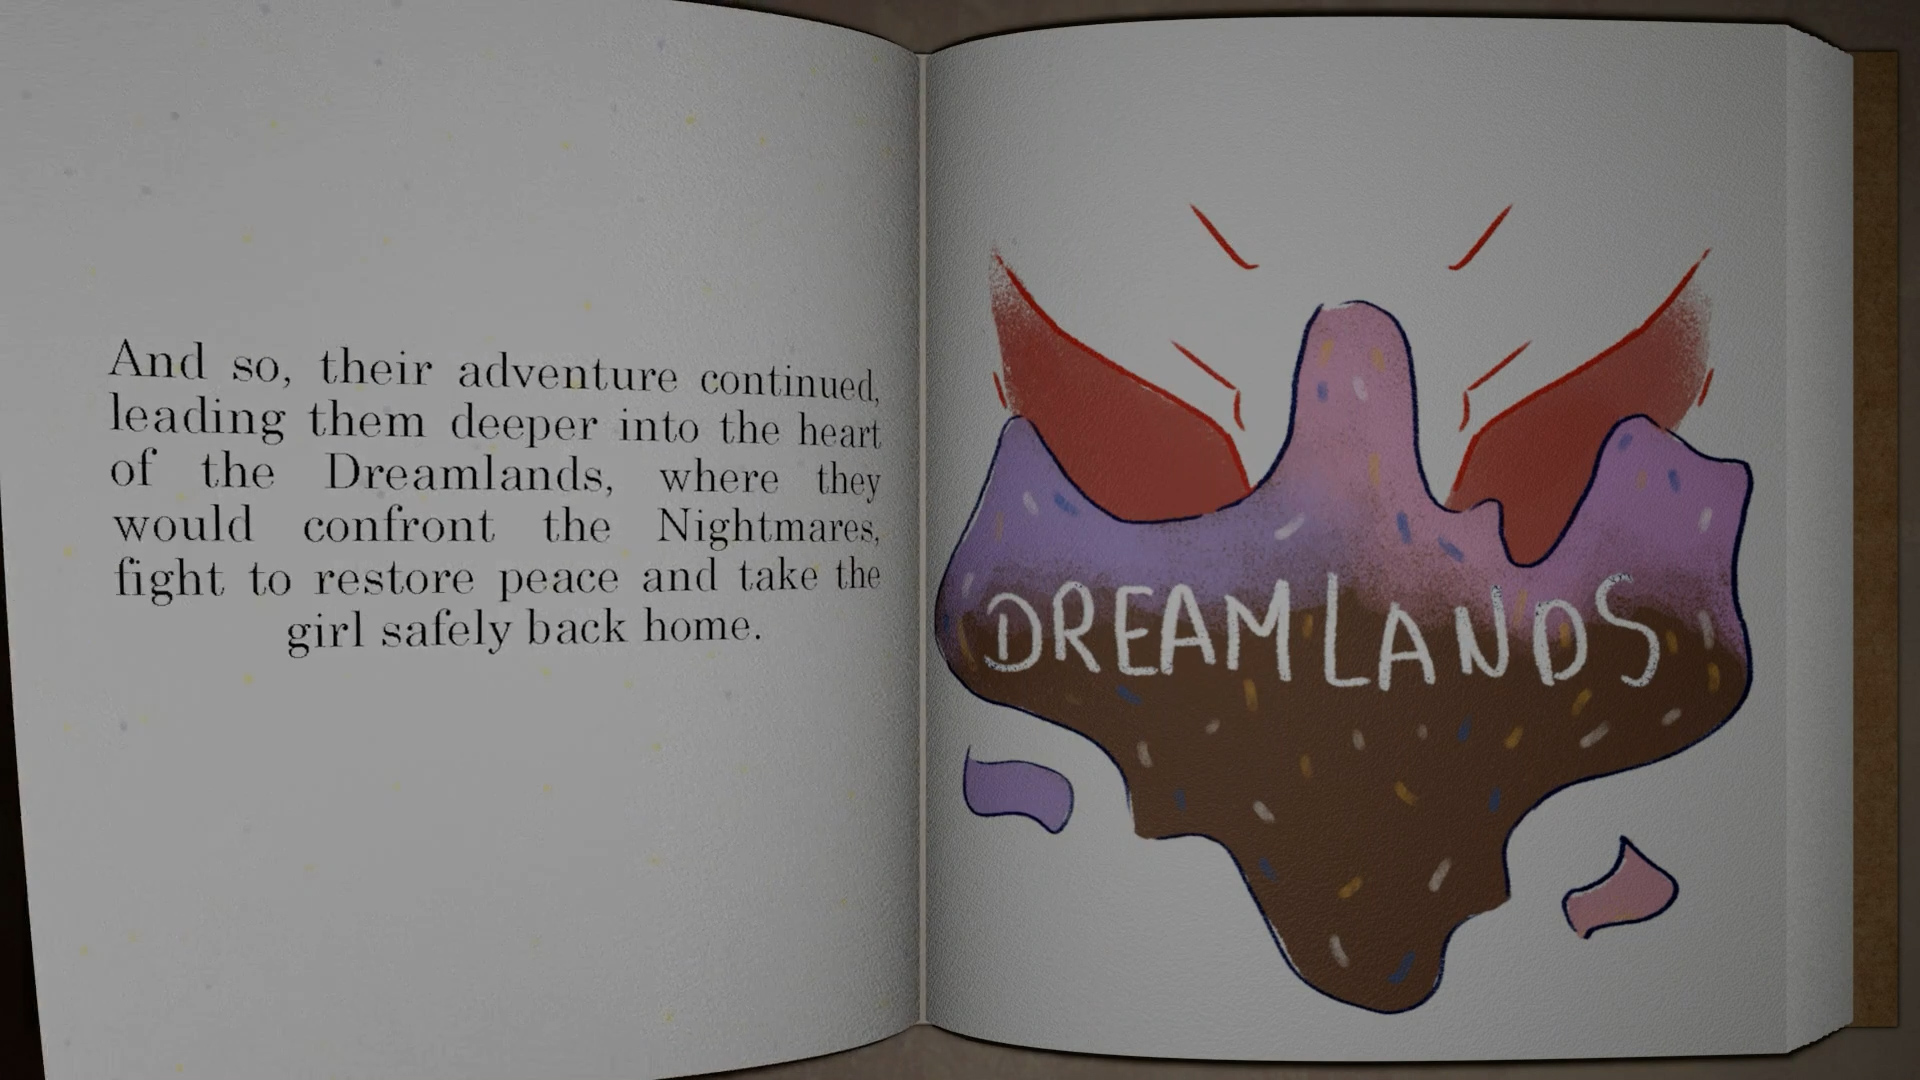 And so, their adventure continued,
leading them deeper into the heart
of the Dreamlands, where they
would confront the Nightmares,
fight to restore peace and take the
girl safely back home.
DREAMLANDS